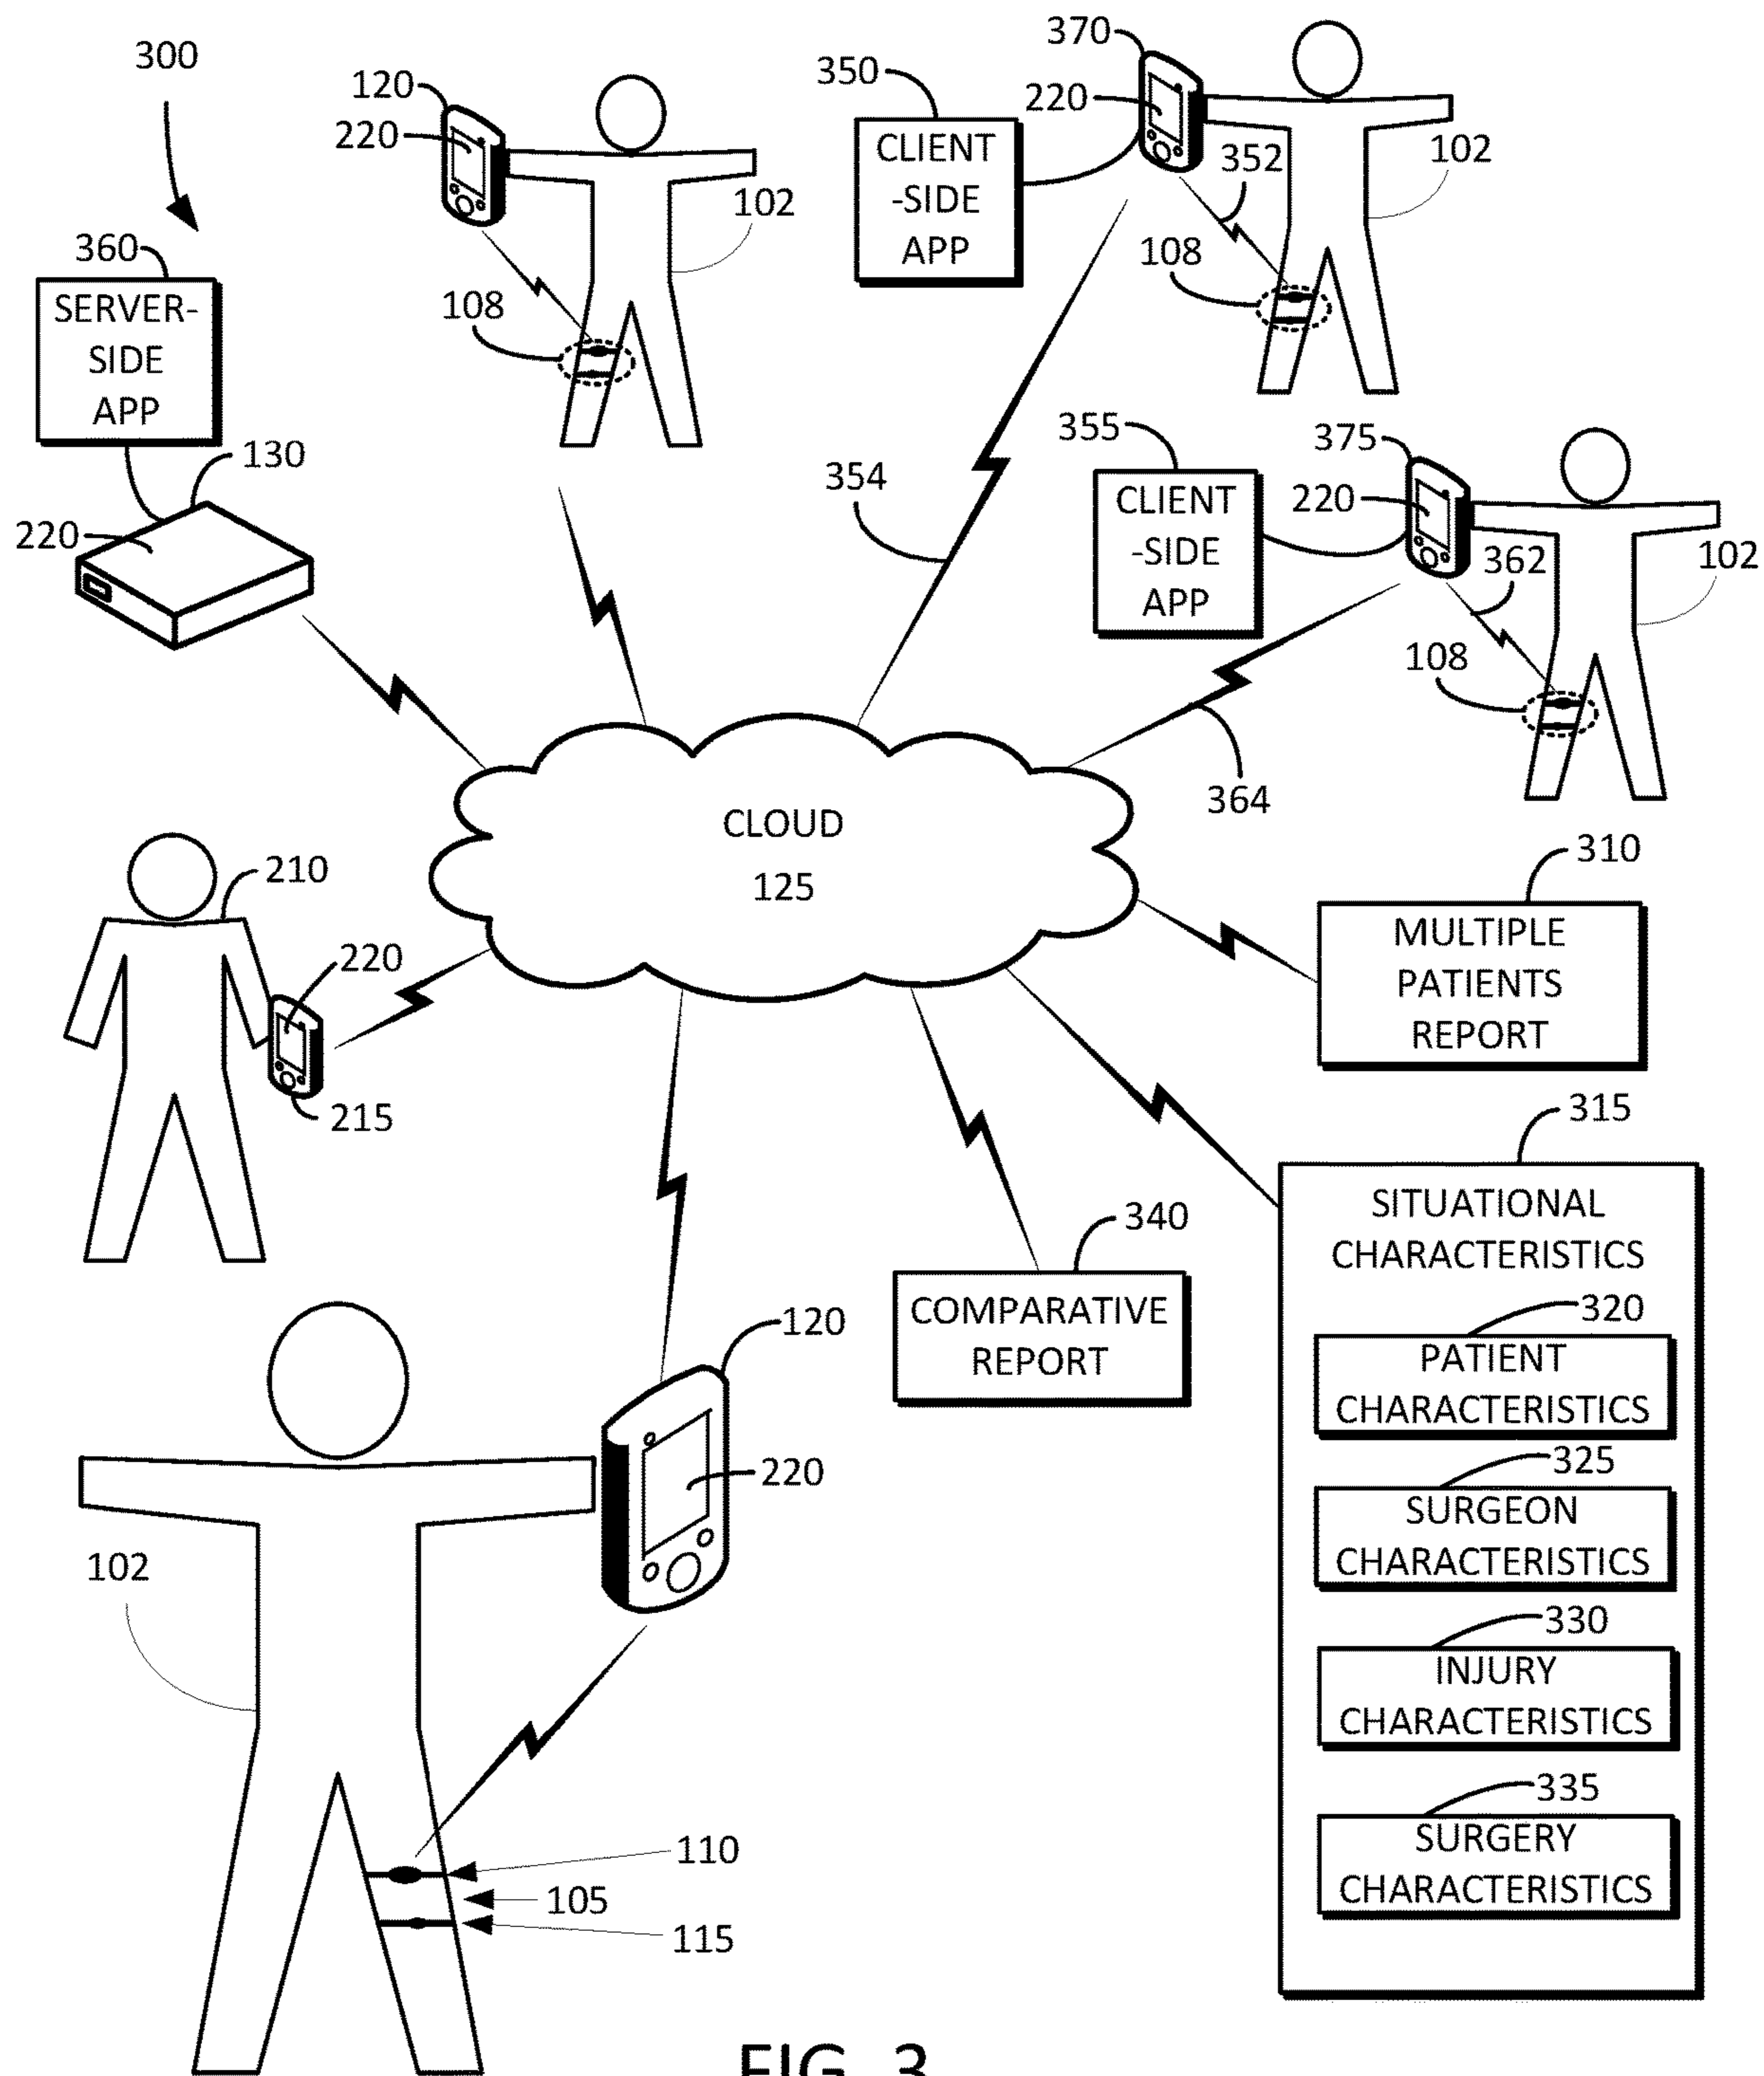 300
120
220
102
108
370
350
220
CLIENT
-SIDE
APP
352
102
108
360
SERVER-
SIDE
APP
130
220
354
355
CLIENT
-SIDE
APP
375
220
362
102
108
364
CLOUD
125
210
220
215
310
MULTIPLE
PATIENTS
REPORT
315
SITUATIONAL
CHARACTERISTICS
320
PATIENT
CHARACTERISTICS
325
SURGEON
CHARACTERISTICS
330
INJURY
CHARACTERISTICS
335
SURGERY
CHARACTERISTICS
340
COMPARATIVE
REPORT
120
220
102
110
105
115
FIG. 3